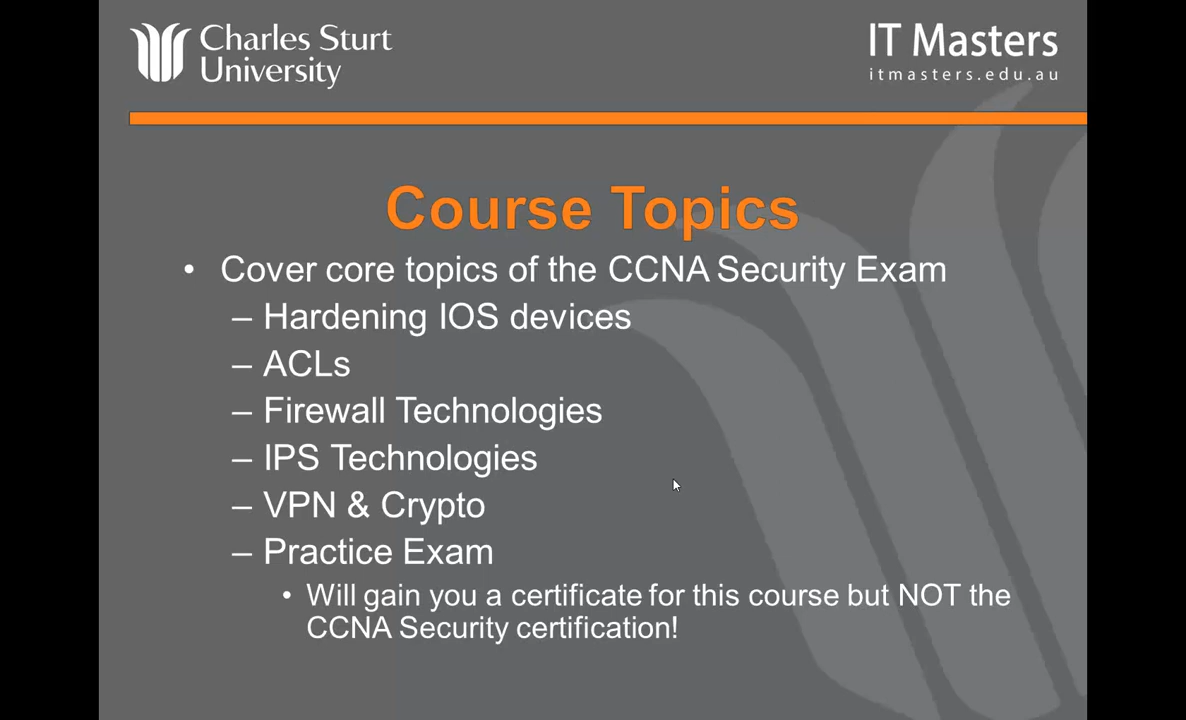 Charles Sturt
University
IT Masters
itmasters.edu.au
Course Topics
• Cover core topics of the CCNA Security Exam
– Hardening IOS devices
– ACLs
– Firewall Technologies
– IPS Technologies
– VPN & Crypto
– Practice Exam
• Will gain you a certificate for this course but NOT the
CCNA Security certification!